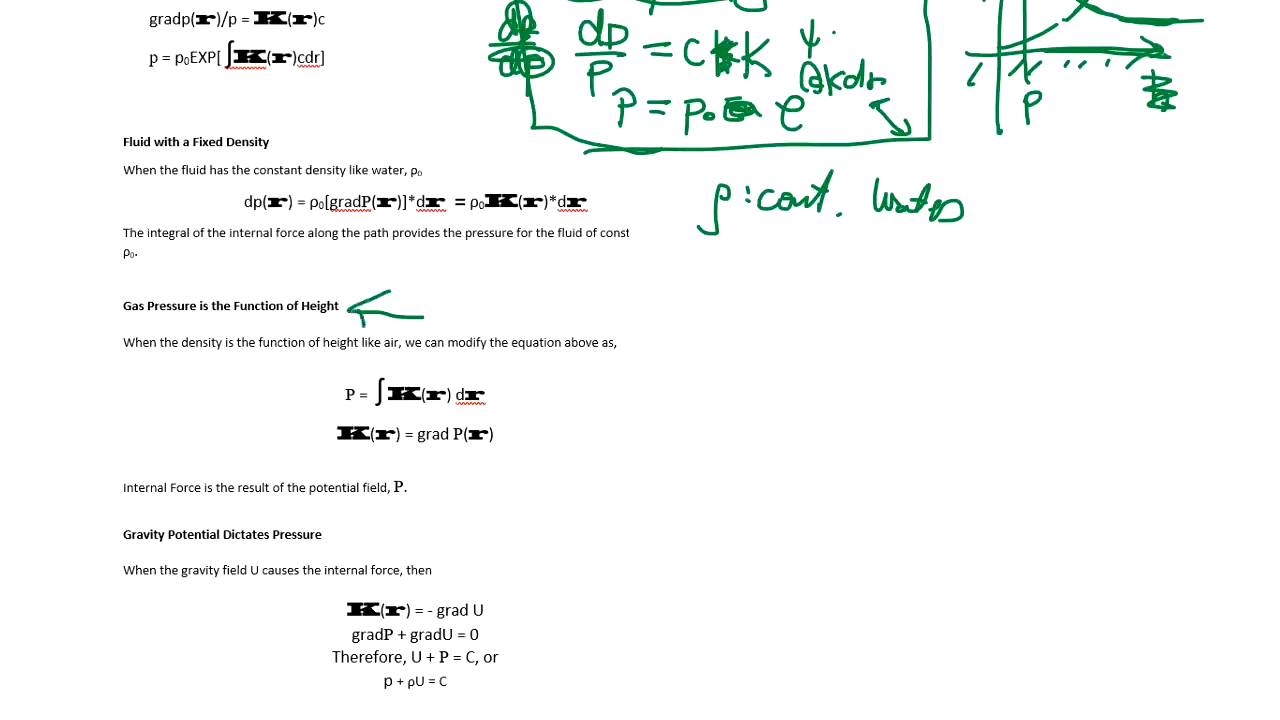 gradp(r)/p = K(r)c
p = p₀EXP[ ∫K(r)cdr]
dp/p = c K
P = p₀ e
P
Fluid with a Fixed Density
When the fluid has the constant density like water, ρ₀
dp(r) = ρ₀[gradP(r)]*dr = ρ₀K(r)*dr
ρ : const. water
The integral of the internal force along the path provides the pressure for the fluid of const
ρ₀.
Gas Pressure is the Function of Height
When the density is the function of height like air, we can modify the equation above as,
P = ∫K(r) dr
K(r) = grad P(r)
Internal Force is the result of the potential field, P.
Gravity Potential Dictates Pressure
When the gravity field U causes the internal force, then
K(r) = - grad U
gradP + gradU = 0
Therefore, U + P = C, or
p + ρU = C